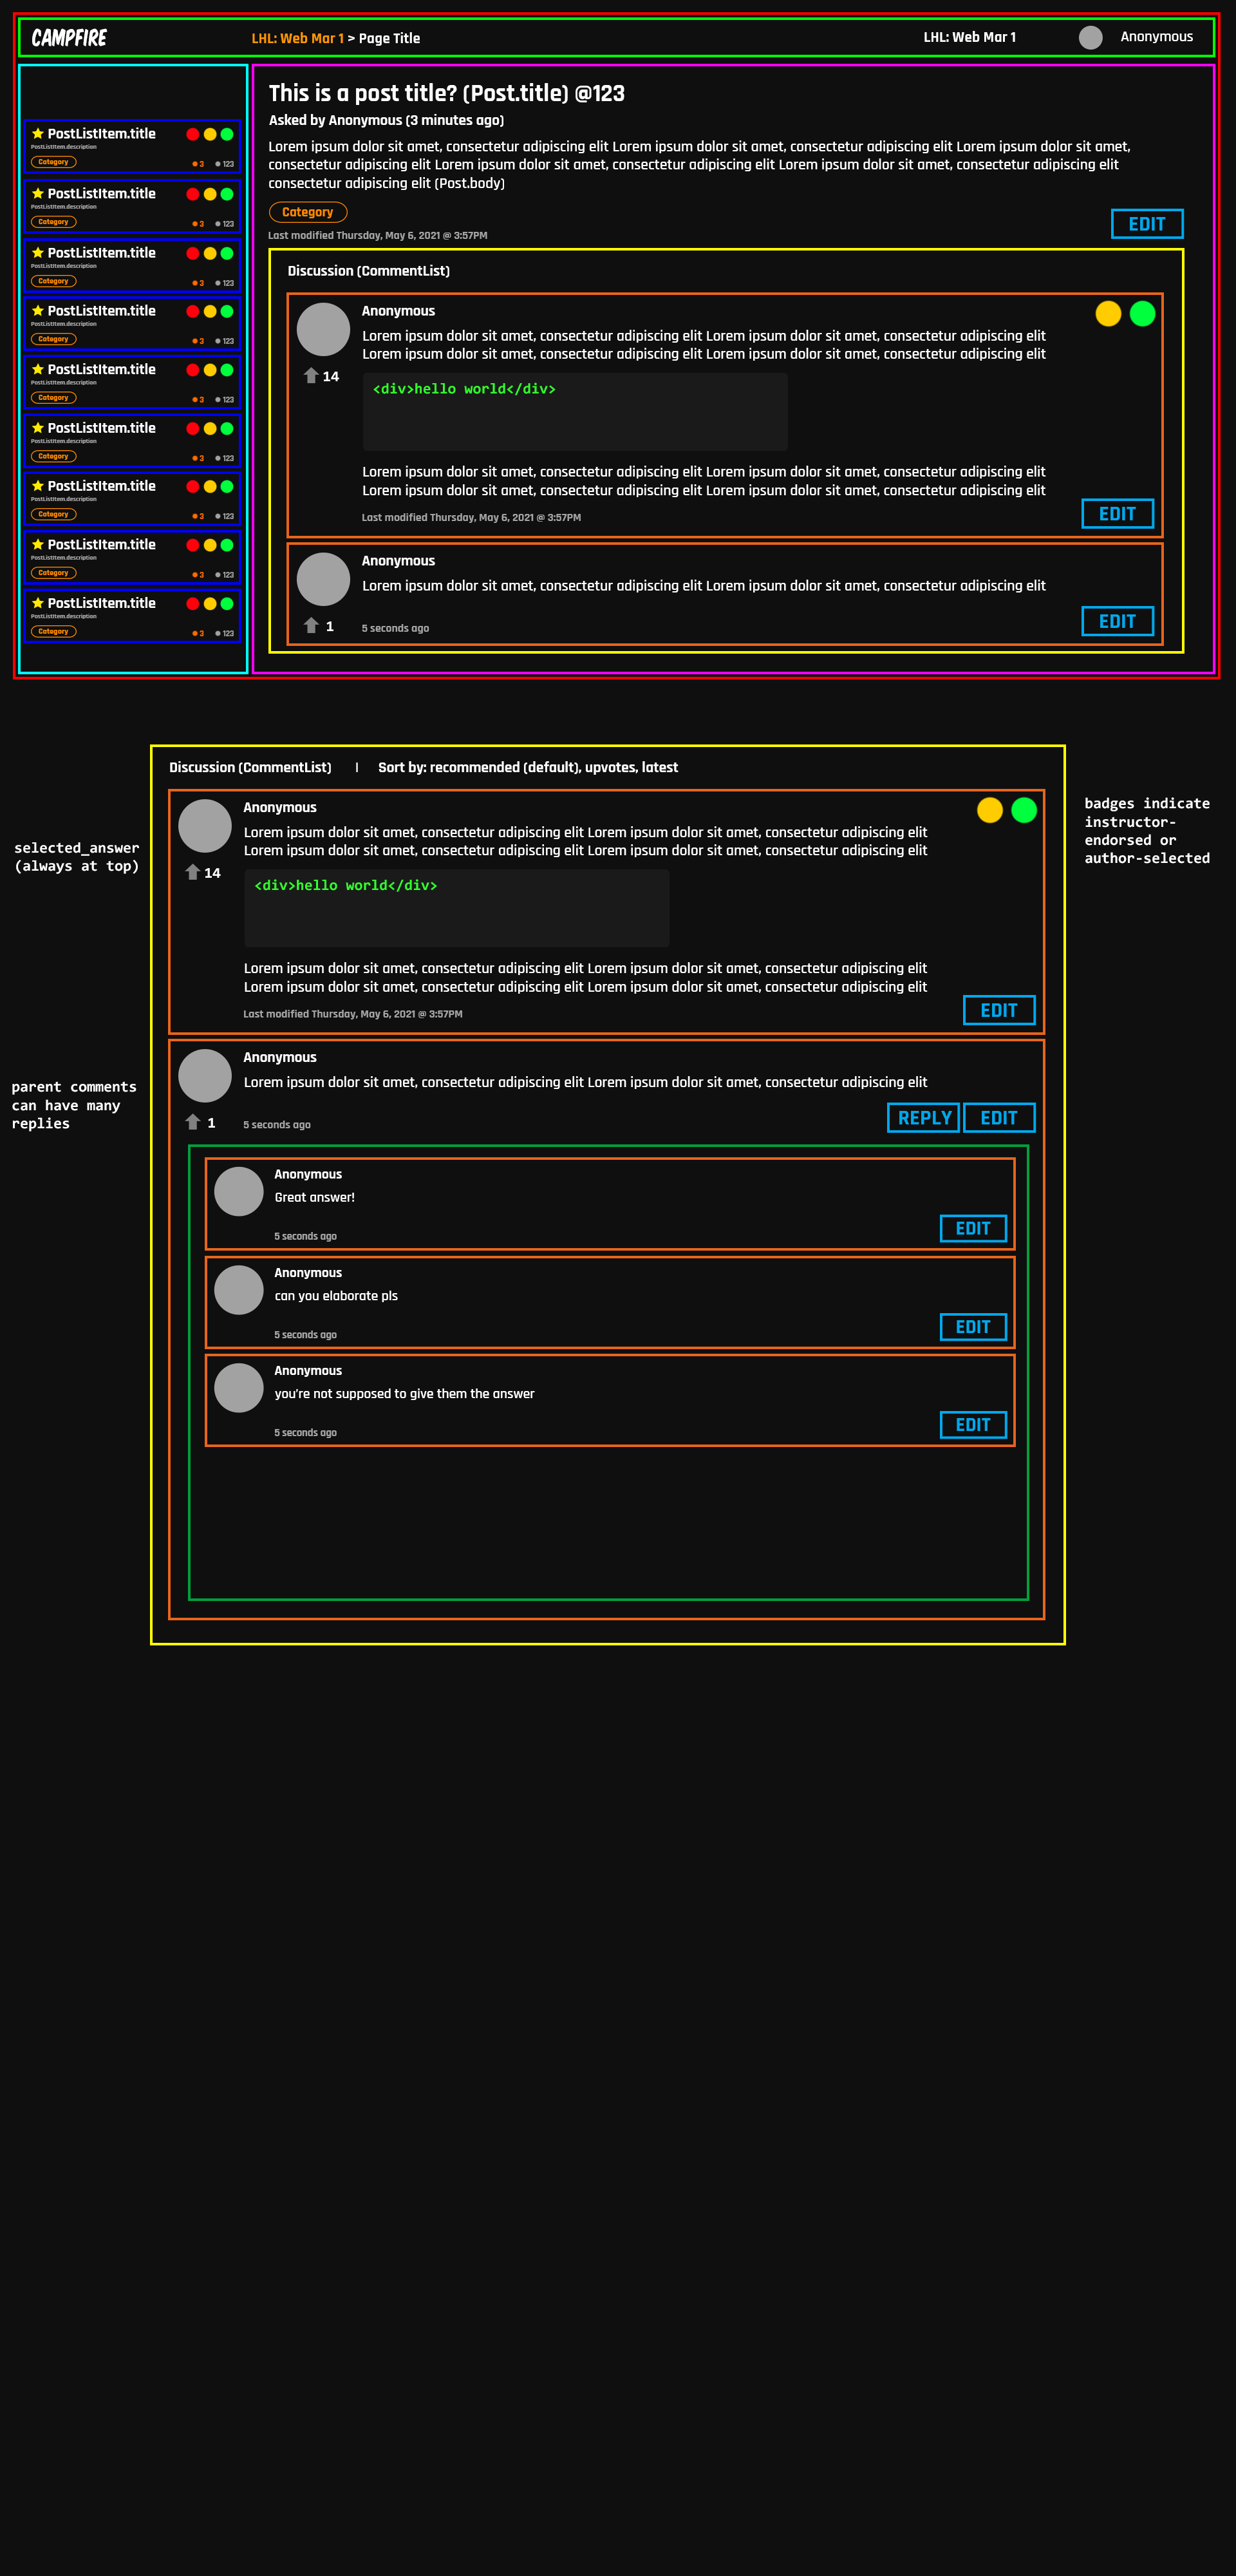 CAMPFIRE
LHL: Web Mar 1 > Page Title
LHL: Web Mar 1
Anonymous
PostListItem.title
PostListItem.description
Category
3
123
PostListItem.title
PostListItem.description
Category
3
123
PostListItem.title
PostListItem.description
Category
3
123
PostListItem.title
PostListItem.description
Category
3
123
PostListItem.title
PostListItem.description
Category
3
123
PostListItem.title
PostListItem.description
Category
3
123
PostListItem.title
PostListItem.description
Category
3
123
PostListItem.title
PostListItem.description
Category
3
123
PostListItem.title
PostListItem.description
Category
3
123
This is a post title? (Post.title) @123
Asked by Anonymous (3 minutes ago)
Lorem ipsum dolor sit amet, consectetur adipiscing elit Lorem ipsum dolor sit amet, consectetur adipiscing elit Lorem ipsum dolor sit amet,
consectetur adipiscing elit Lorem ipsum dolor sit amet, consectetur adipiscing elit Lorem ipsum dolor sit amet, consectetur adipiscing elit
consectetur adipiscing elit (Post.body)
Category
EDIT
Last modified Thursday, May 6, 2021 @ 3:57PM
Discussion (CommentList)
Anonymous
Lorem ipsum dolor sit amet, consectetur adipiscing elit Lorem ipsum dolor sit amet, consectetur adipiscing elit
Lorem ipsum dolor sit amet, consectetur adipiscing elit Lorem ipsum dolor sit amet, consectetur adipiscing elit
14
<div>hello world</div>
Lorem ipsum dolor sit amet, consectetur adipiscing elit Lorem ipsum dolor sit amet, consectetur adipiscing elit
Lorem ipsum dolor sit amet, consectetur adipiscing elit Lorem ipsum dolor sit amet, consectetur adipiscing elit
Last modified Thursday, May 6, 2021 @ 3:57PM
EDIT
Anonymous
Lorem ipsum dolor sit amet, consectetur adipiscing elit Lorem ipsum dolor sit amet, consectetur adipiscing elit
1
5 seconds ago
EDIT
Discussion (CommentList) | Sort by: recommended (default), upvotes, latest
selected_answer
(always at top)
Anonymous
Lorem ipsum dolor sit amet, consectetur adipiscing elit Lorem ipsum dolor sit amet, consectetur adipiscing elit
Lorem ipsum dolor sit amet, consectetur adipiscing elit Lorem ipsum dolor sit amet, consectetur adipiscing elit
14
<div>hello world</div>
Lorem ipsum dolor sit amet, consectetur adipiscing elit Lorem ipsum dolor sit amet, consectetur adipiscing elit
Lorem ipsum dolor sit amet, consectetur adipiscing elit Lorem ipsum dolor sit amet, consectetur adipiscing elit
Last modified Thursday, May 6, 2021 @ 3:57PM
EDIT
badges indicate
instructor-
endorsed or
author-selected
parent comments
can have many
replies
Anonymous
Lorem ipsum dolor sit amet, consectetur adipiscing elit Lorem ipsum dolor sit amet, consectetur adipiscing elit
1
5 seconds ago
REPLY
EDIT
Anonymous
Great answer!
5 seconds ago
EDIT
Anonymous
can you elaborate pls
5 seconds ago
EDIT
Anonymous
you're not supposed to give them the answer
5 seconds ago
EDIT